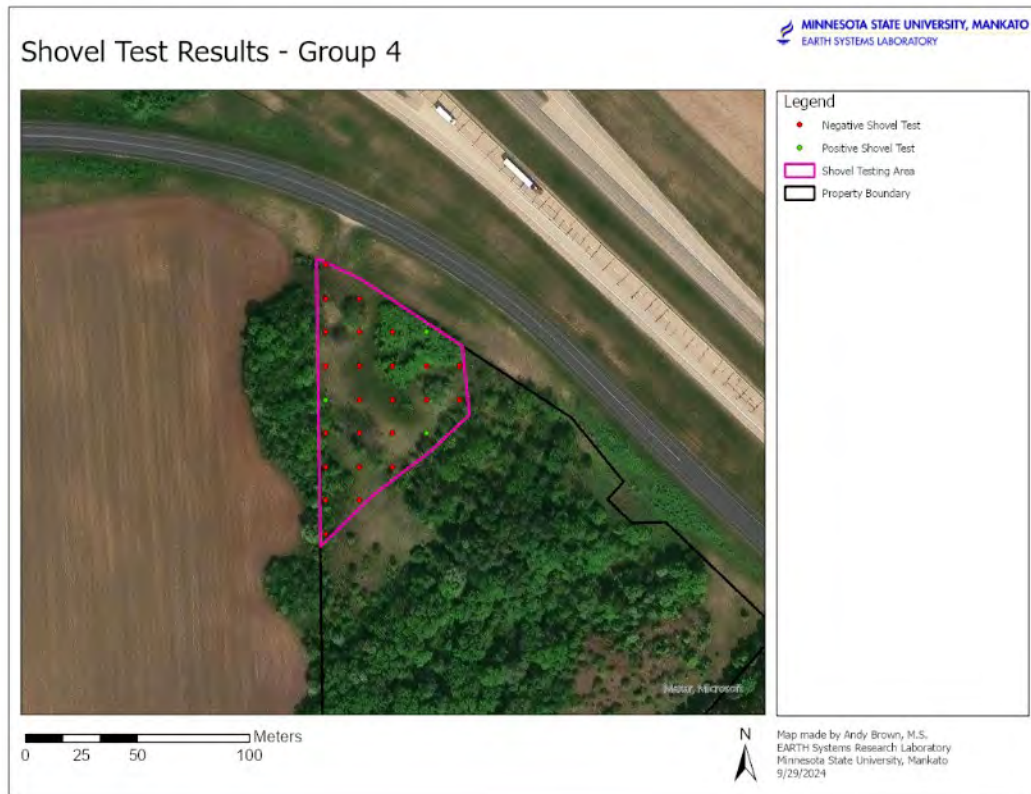 Shovel Test Results - Group 4
MINNESOTA STATE UNIVERSITY, MANKATO
EARTH SYSTEMS LABORATORY
Legend
Negative Shovel Test
Positive Shovel Test
Shovel Testing Area
Property Boundary
Maxar, Microsoft
Meters
0 25 50 100
N
Map made by Andy Brown, M.S.
EARTH Systems Research Laboratory
Minnesota State University, Mankato
9/29/2024